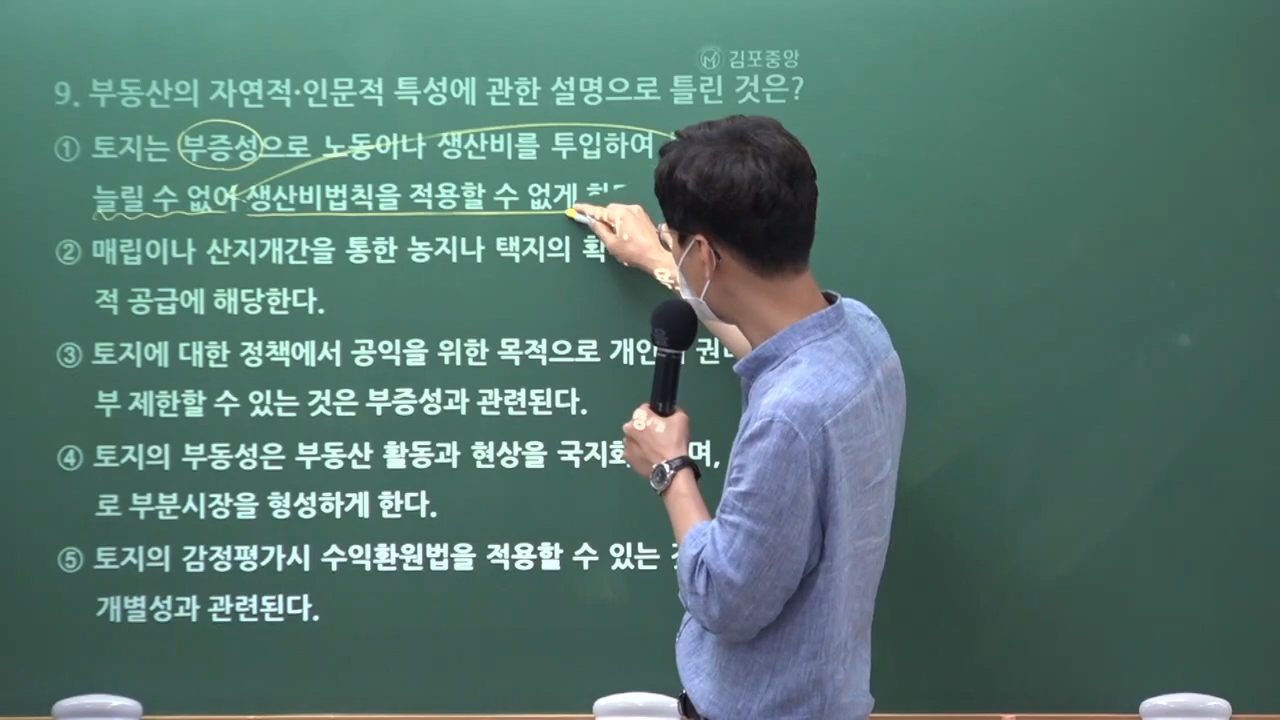 김포중앙
9. 부동산의 자연적·인문적 특성에 관한 설명으로 틀린 것은?
① 토지는 부증성으로 노동이나 생산비를 투입하여
늘릴 수 없어 생산비법칙을 적용할 수 없게
② 매립이나 산지개간을 통한 농지나 택지의
적 공급에 해당한다.
③ 토지에 대한 정책에서 공익을 위한 목적으로
부 제한할 수 있는 것은 부증성과 관련된다.
④ 토지의 부동성은 부동산 활동과 현상을
로 부분시장을 형성하게 한다.
⑤ 토지의 감정평가시 수익환원법을 적용할 수 있는
개별성과 관련된다.